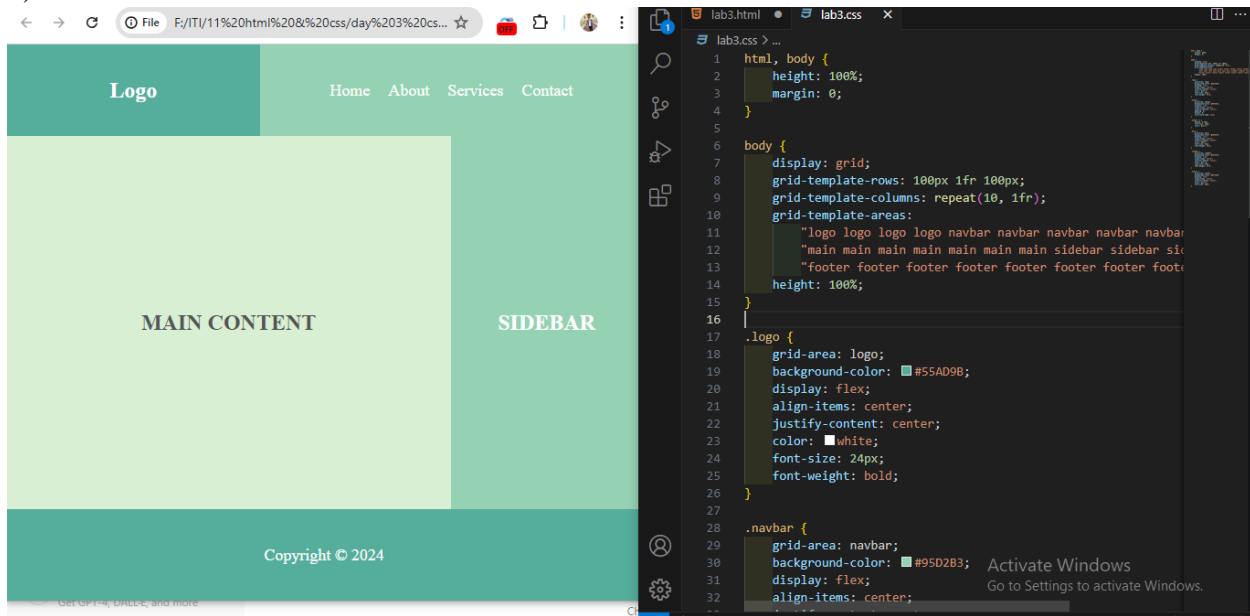 File F:/ITI/11%20html%20&%20css/day%203%20cs...
OFF
Logo
Home About Services Contact
MAIN CONTENT
SIDEBAR
Copyright © 2024
Get GPT-4, DALL-E, and more
1
lab3.html
lab3.css
lab3.css > ...
1 html, body {
2 height: 100%;
3 margin: 0;
4 }
5
6 body {
7 display: grid;
8 grid-template-rows: 100px 1fr 100px;
9 grid-template-columns: repeat(10, 1fr);
10 grid-template-areas:
11 "logo logo logo logo navbar navbar navbar navbar navbar
12 "main main main main main main main sidebar sidebar
13 "footer footer footer footer footer footer footer
14 height: 100%;
15 }
16
17 .logo {
18 grid-area: logo;
19 background-color: #55AD9B;
20 display: flex;
21 align-items: center;
22 justify-content: center;
23 color: white;
24 font-size: 24px;
25 font-weight: bold;
26 }
27
28 .navbar {
29 grid-area: navbar;
30 background-color: #95D2B3;
31 display: flex;
32 align-items: center;
Activate Windows
Go to Settings to activate Windows.